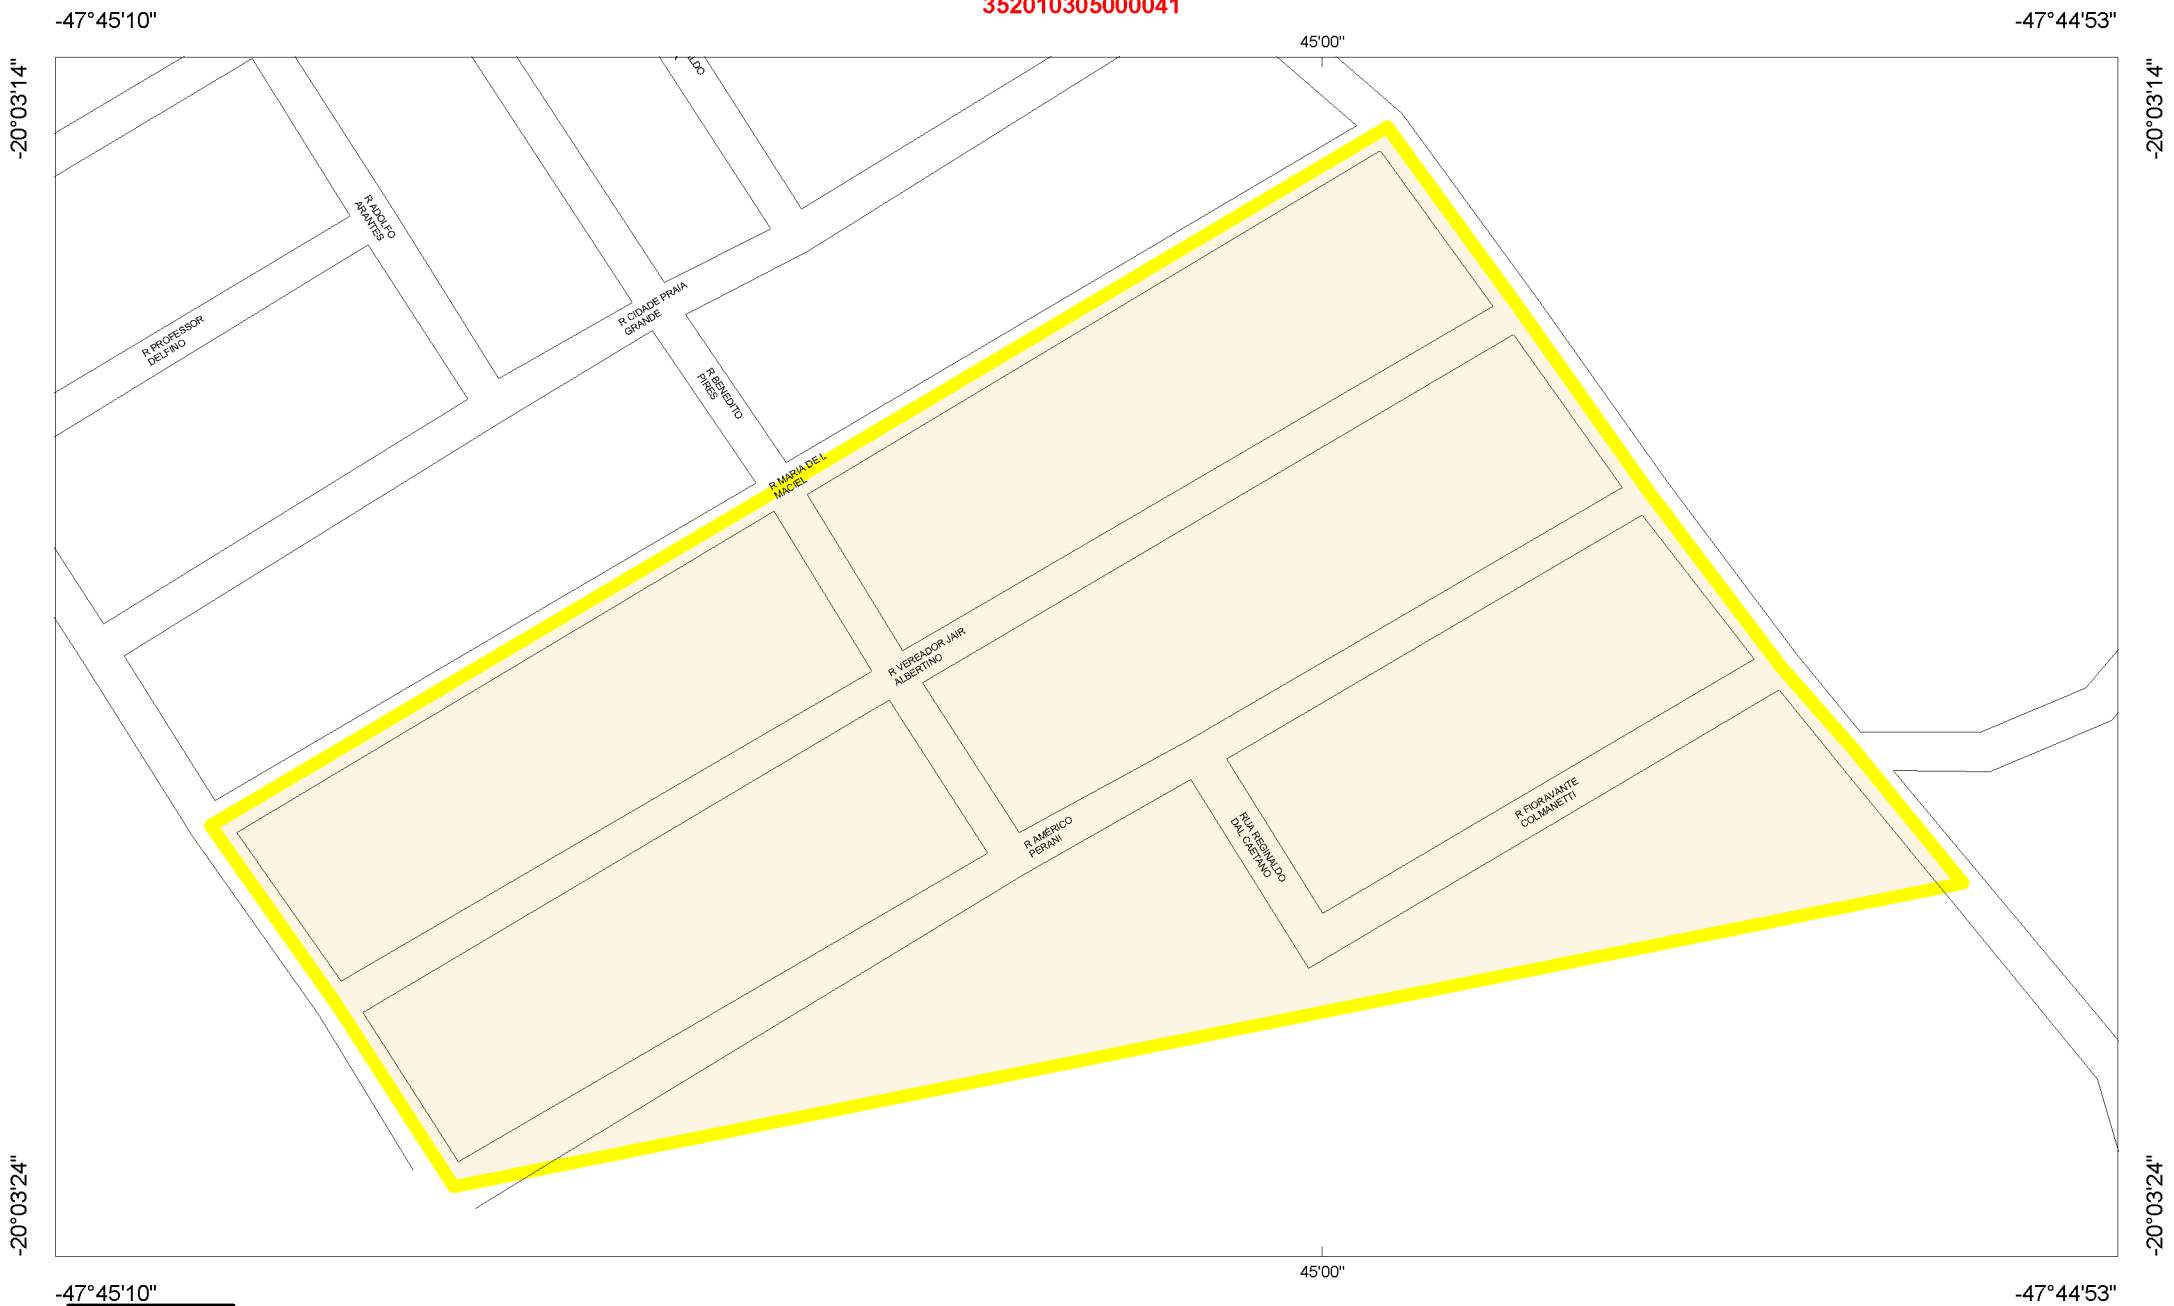 352010305000041
-47°45'10"
-47°44'53"
45'00"
-20°03'14"
-20°03'14"
LDO
R ADOLFO
ARANTES
R CIDADE PRAIA
GRANDE
R PROFESSOR
DELFINO
R BENEDITO
PIRES
R MARIA DE L
MACIEL
R VEREADOR JAIR
ALBERTINO
R AMÉRICO
PERANI
RUA REGINALDO
DAL CAETANO
R FIORAVANTE
COLMANETTI
-20°03'24"
-20°03'24"
45'00"
-47°45'10"
-47°44'53"